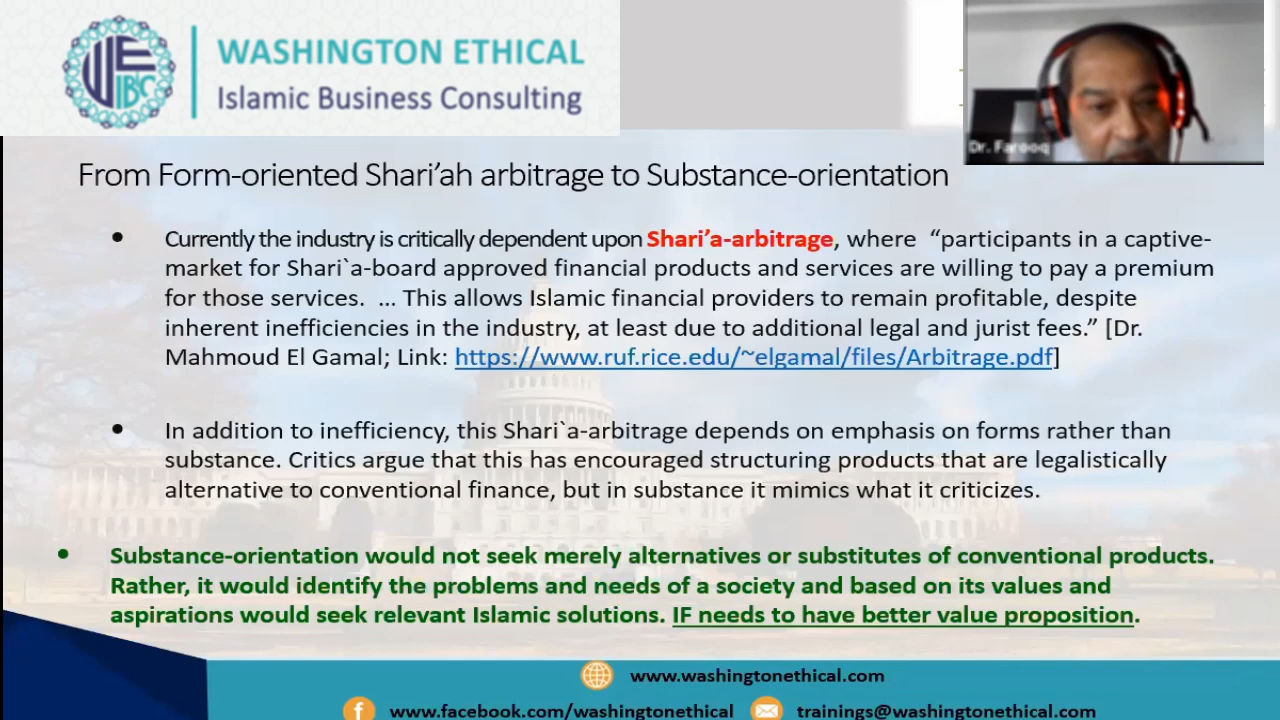 WEIBC
WASHINGTON ETHICAL
Islamic Business Consulting
Dr. Farooq
From Form-oriented Shari’ah arbitrage to Substance-orientation
• Currently the industry is critically dependent upon Shari’a-arbitrage, where “participants in a captive-
market for Shari`a-board approved financial products and services are willing to pay a premium
for those services. … This allows Islamic financial providers to remain profitable, despite
inherent inefficiencies in the industry, at least due to additional legal and jurist fees.” [Dr.
Mahmoud El Gamal; Link: https://www.ruf.rice.edu/~elgamal/files/Arbitrage.pdf]
• In addition to inefficiency, this Shari`a-arbitrage depends on emphasis on forms rather than
substance. Critics argue that this has encouraged structuring products that are legalistically
alternative to conventional finance, but in substance it mimics what it criticizes.
• Substance-orientation would not seek merely alternatives or substitutes of conventional products.
Rather, it would identify the problems and needs of a society and based on its values and
aspirations would seek relevant Islamic solutions. IF needs to have better value proposition.
www.washingtonethical.com
www.facebook.com/washingtonethical
trainings@washingtonethical.com